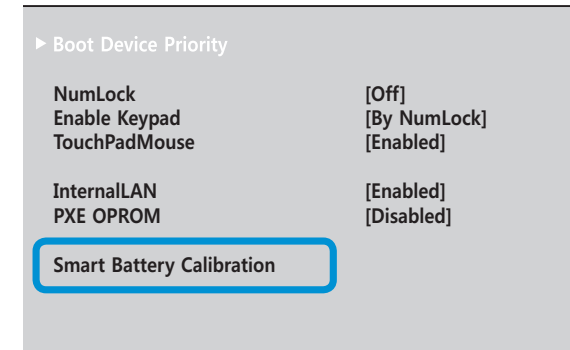 ▶ Boot Device Priority
NumLock [Off]
Enable Keypad [By NumLock]
TouchPadMouse [Enabled]
InternalLAN [Enabled]
PXE OPROM [Disabled]
Smart Battery Calibration